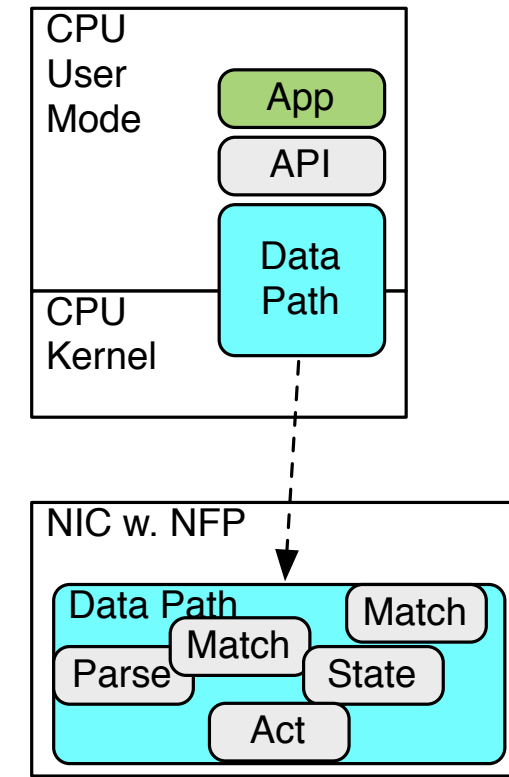 CPU
User
Mode
App
API
Data
Path
CPU
Kernel
NIC w. NFP
Data Path
Match
Match
Parse
State
Act